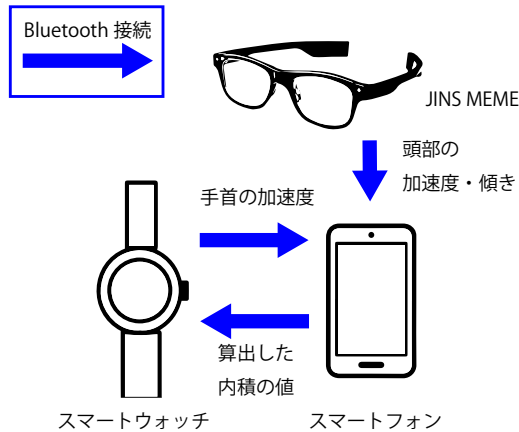 Bluetooth 接続
JINS MEME
頭部の
加速度・傾き
手首の加速度
算出した
内積の値
スマートウォッチ
スマートフォン